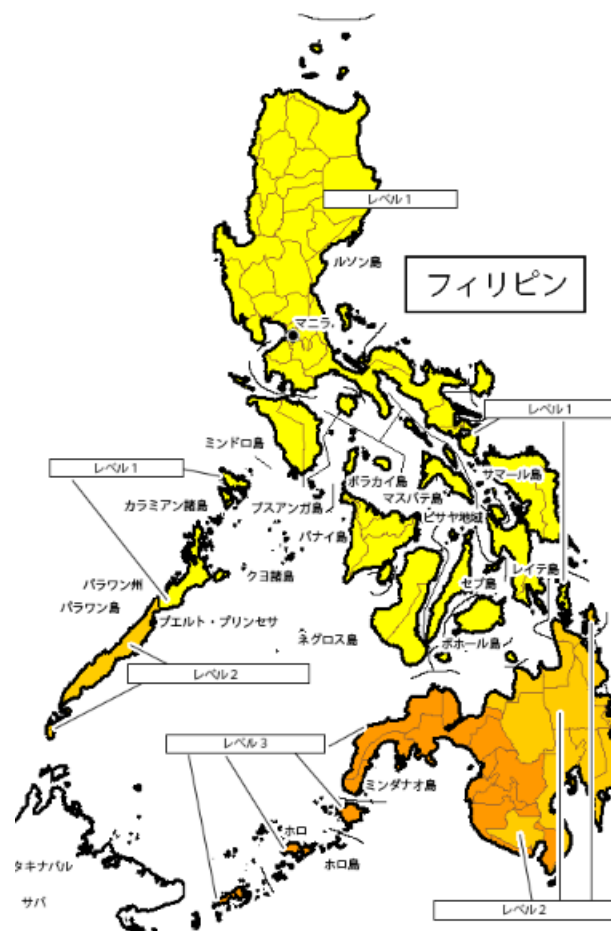 レベル1
ルソン島
フィリピン
マニラ
レベル1
ミンドロ島
レベル1
ボラカイ島
サマール島
マスバテ島
カラミアン諸島
ブスアンガ島
ビサヤ地域
パナイ島
レイテ島
クヨ諸島
セブ島
パラワン州
パラワン島
プエルト・プリンセサ
ネグロス島
ボホール島
レベル2
レベル3
ミンダナオ島
ホロ
ホロ島
タキナバル
サバ
レベル2